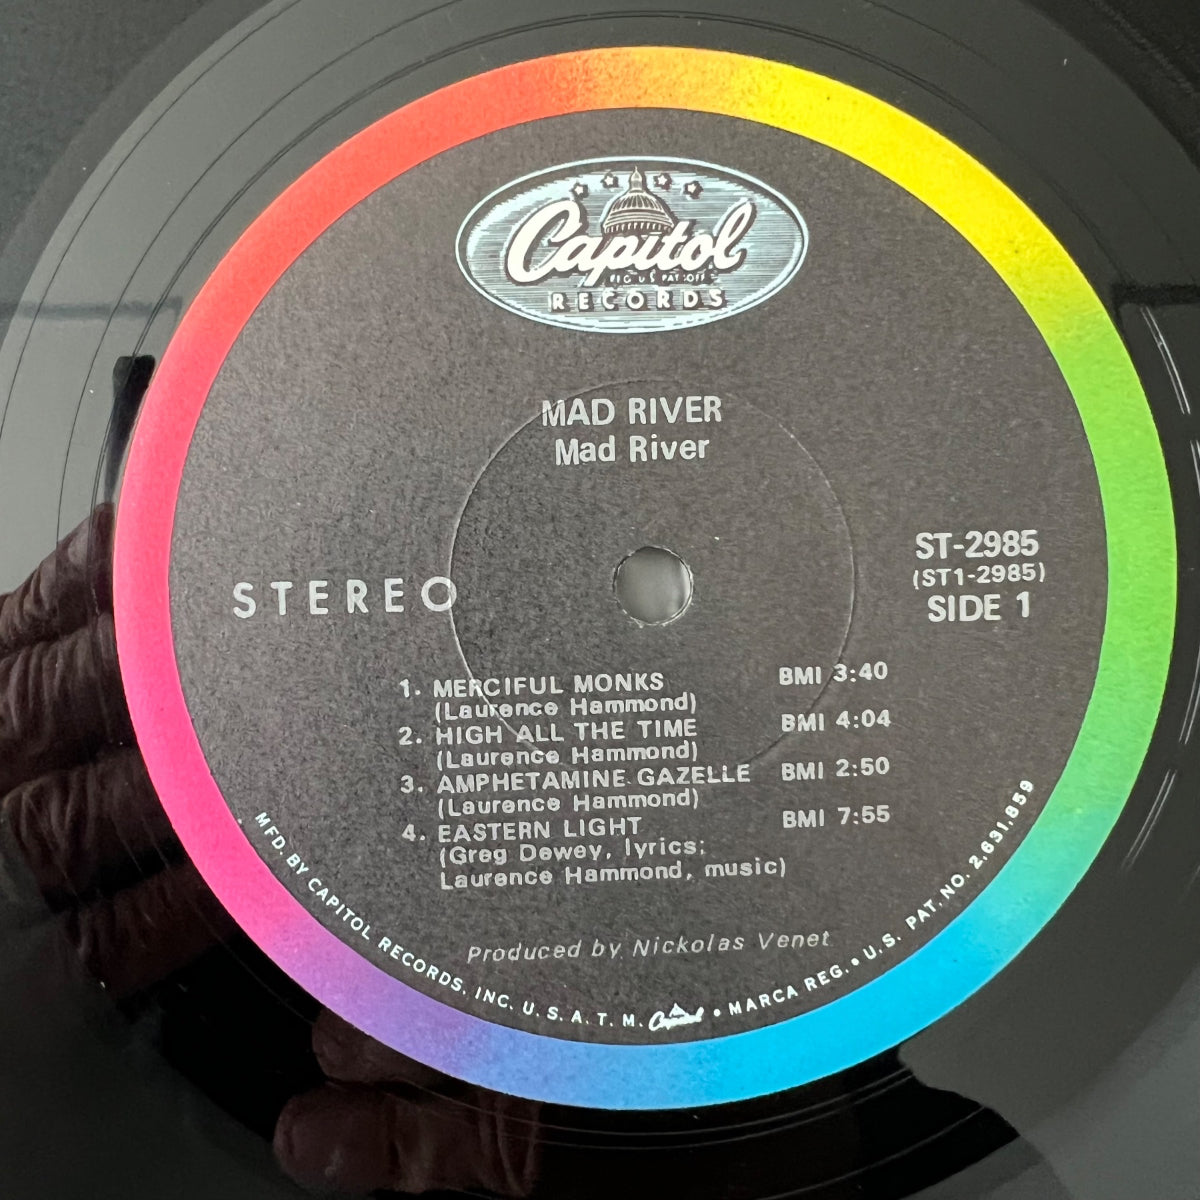 Capitol
REG U.S. PAT. OFF.
RECORDS
MAD RIVER
Mad River
STEREO
ST-2985
(ST1-2985)
SIDE 1
1. MERCIFUL MONKS BMI 3:40
(Laurence Hammond)
2. HIGH ALL THE TIME BMI 4:04
(Laurence Hammond)
3. AMPHETAMINE GAZELLE BMI 2:50
(Laurence Hammond)
4. EASTERN LIGHT BMI 7:55
(Greg Dewey, lyrics;
Laurence Hammond, music)
Produced by Nickolas Venet
MFD. BY CAPITOL RECORDS, INC. U.S.A. T.M. Capitol • MARCA REG. • U.S. PAT. NO. 2,631,859